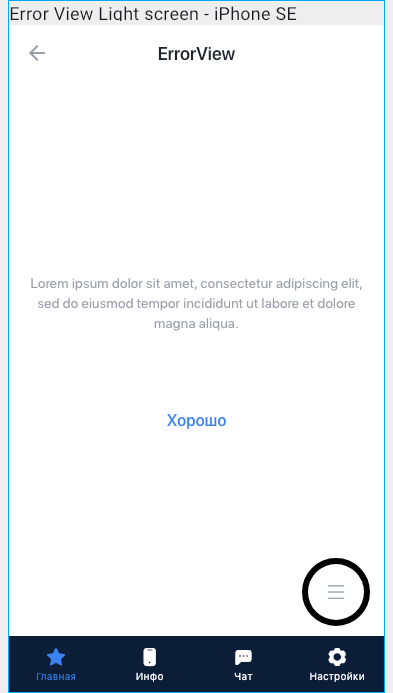 Error View Light screen - iPhone SE
ErrorView
Lorem ipsum dolor sit amet, consectetur adipiscing elit,
sed do eiusmod tempor incididunt ut labore et dolore
magna aliqua.
Хорошо
Главная Инфо Чат Настройки